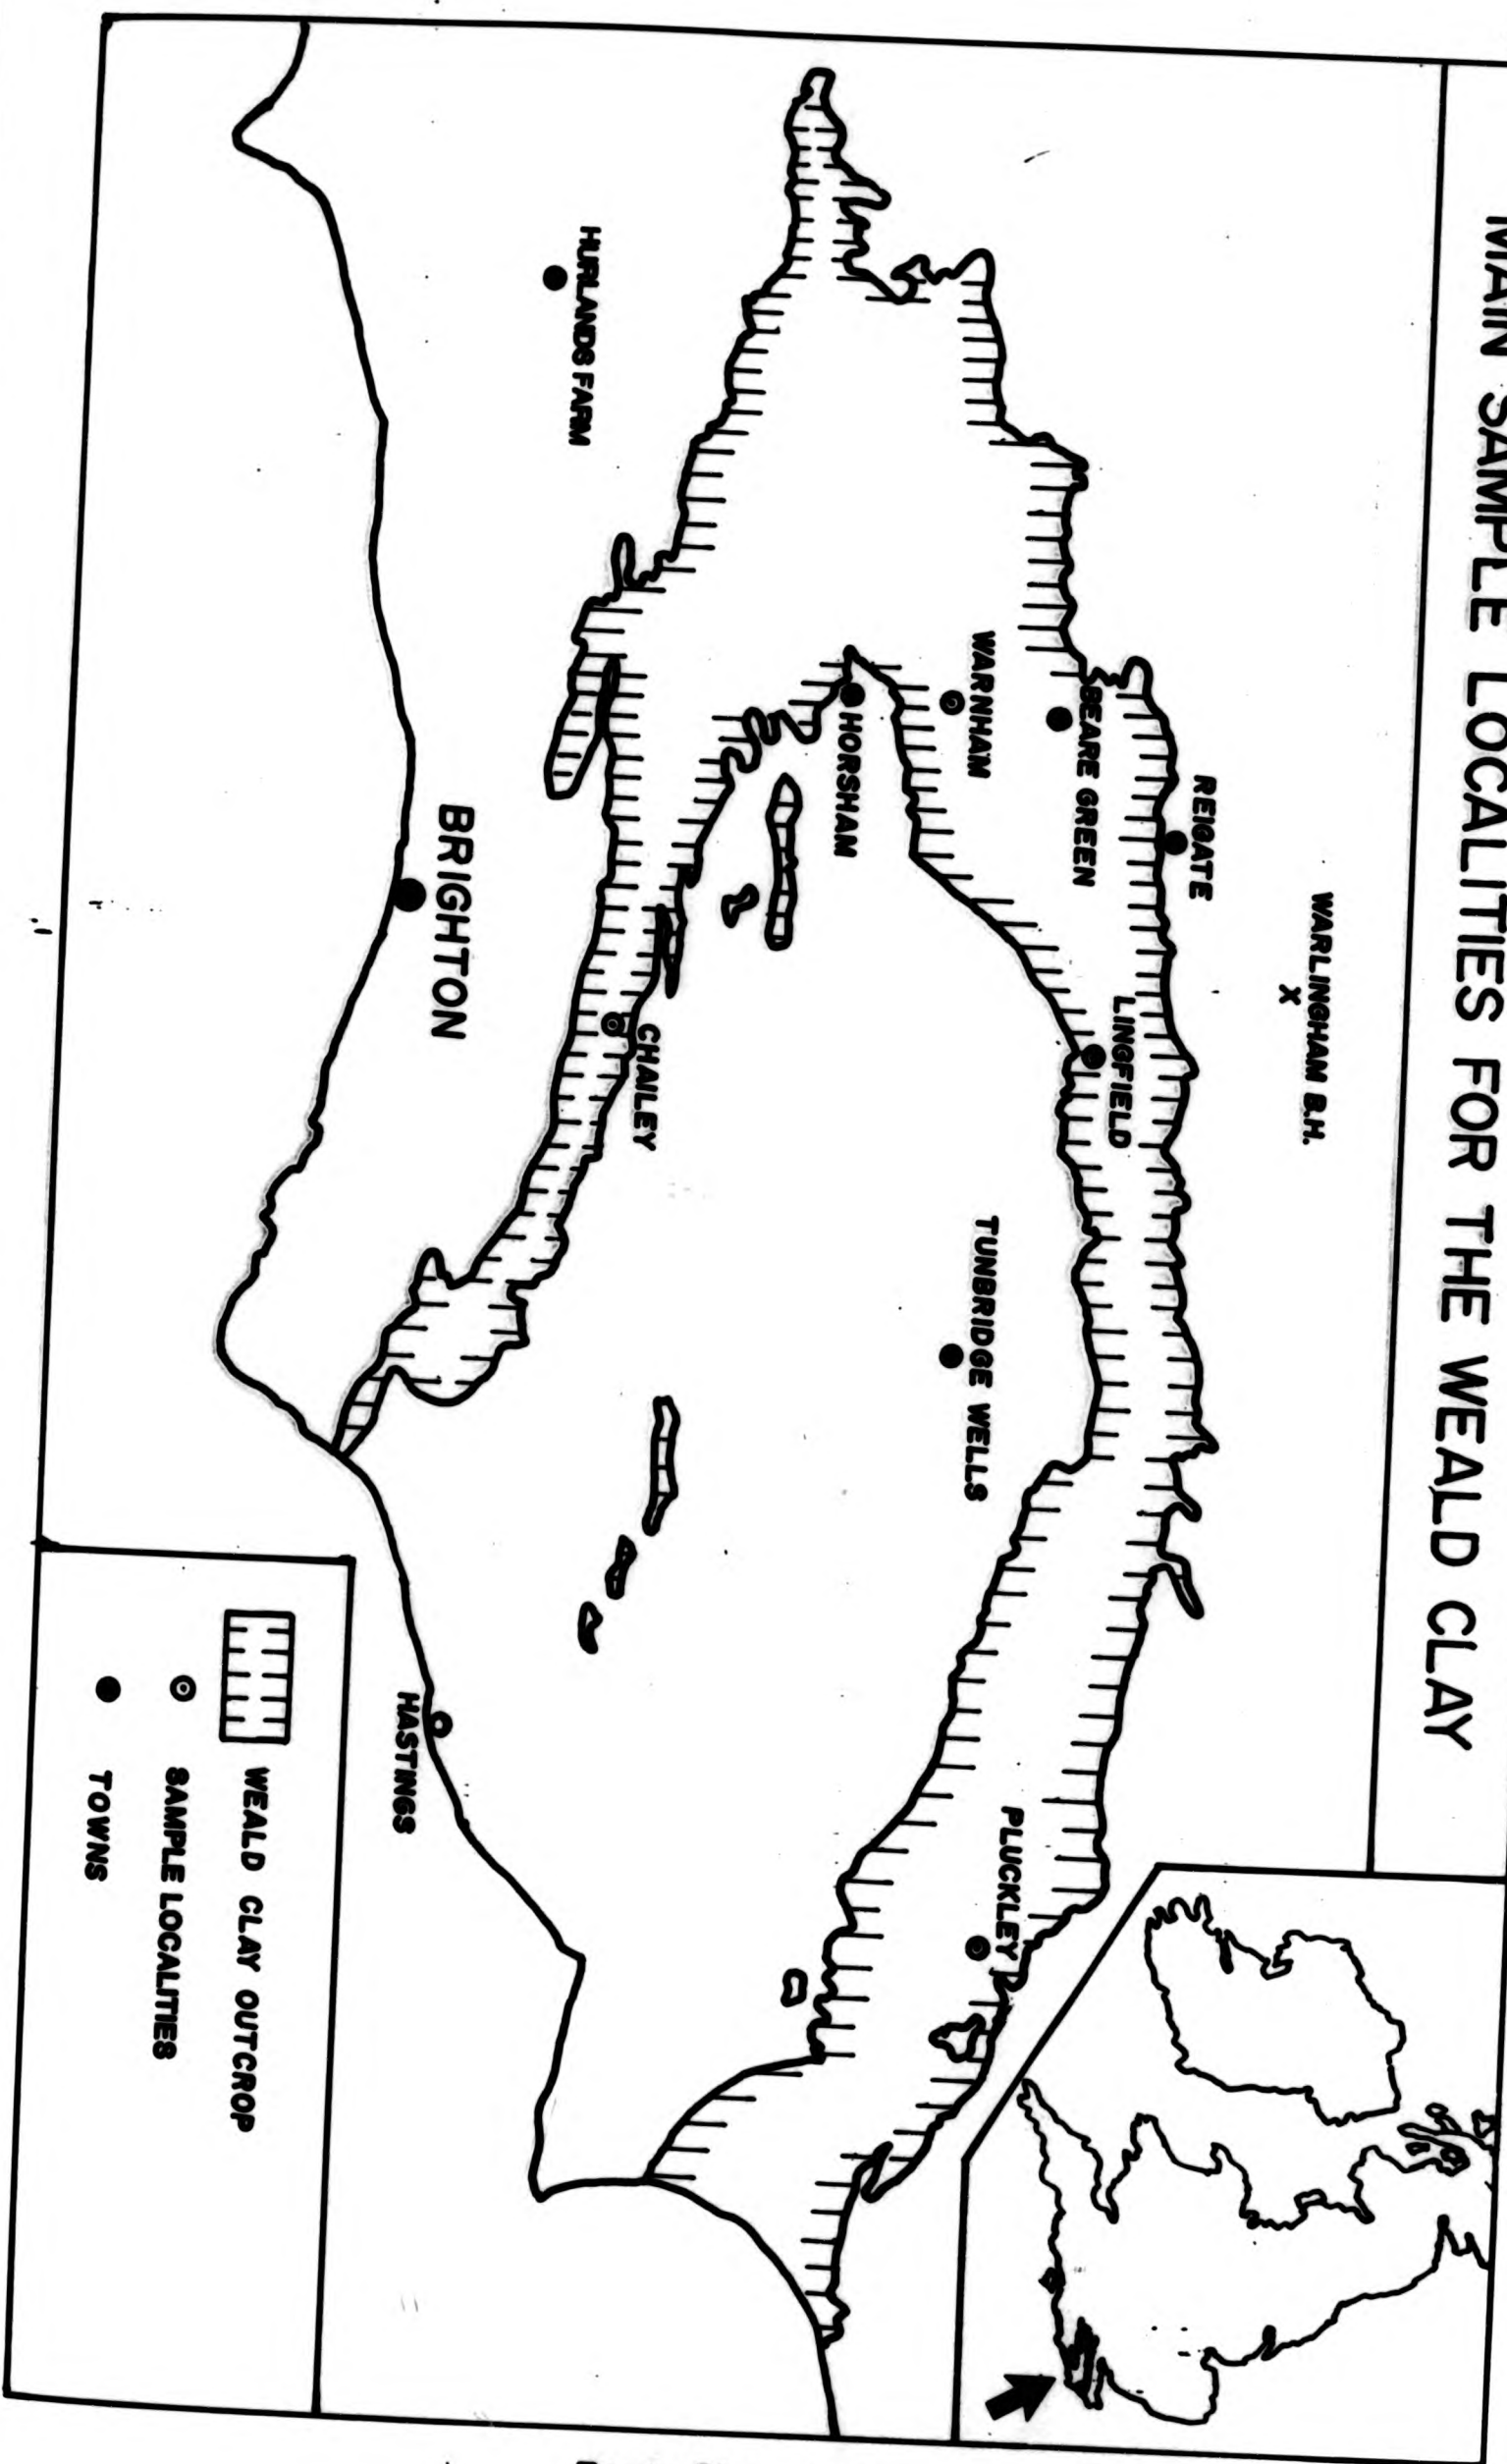 MAIN SAMPLE LOCALITIES FOR THE WEALD CLAY
WARLINGHAM B.H.
X
REIGATE
BEARE GREEN
LINGFIELD
WARNHAM
HORSHAM
TUNBRIDGE WELLS
PLUCKLEY
HURLANDS FARM
CHAILEY
BRIGHTON
HASTINGS
WEALD CLAY OUTCROP
SAMPLE LOCALITIES
TOWNS